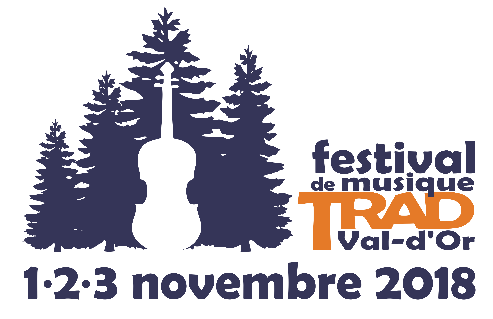 festival
de musique
TRAD
Val-d'Or
1·2·3 novembre 2018